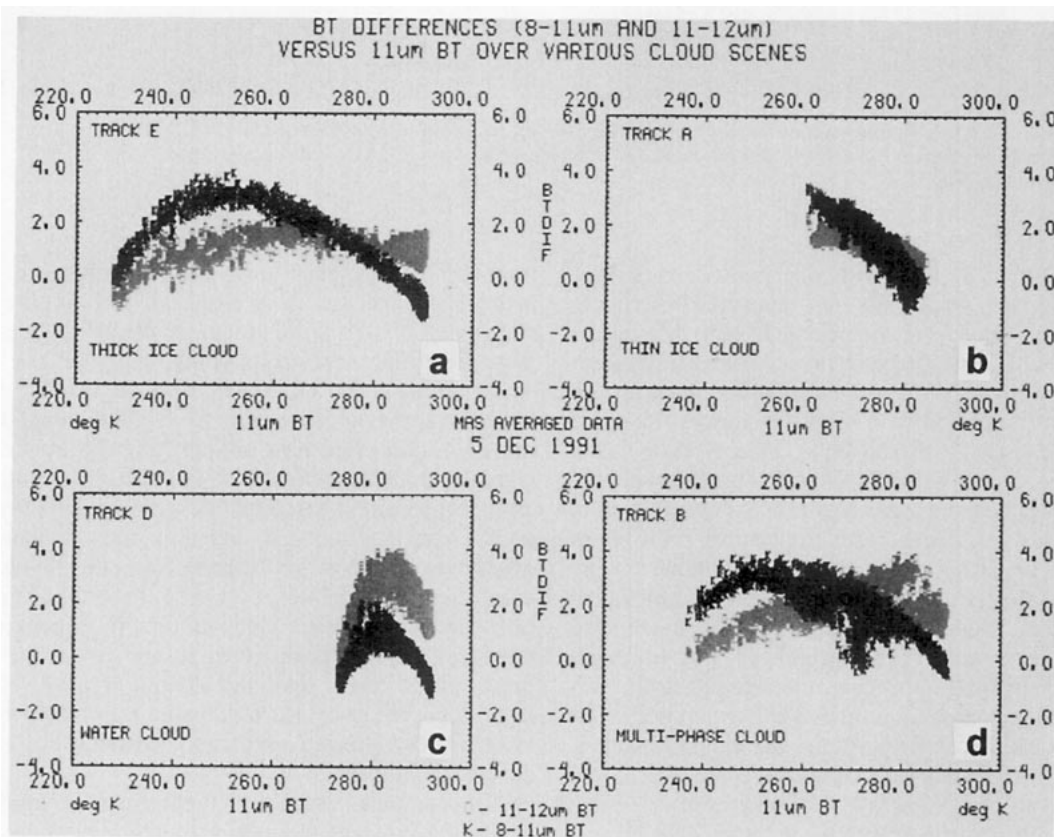 BT DIFFERENCES (8-11um AND 11-12um)
VERSUS 11um BT OVER VARIOUS CLOUD SCENES
220.0 240.0 260.0 280.0 300.0
6.0 6.0
TRACK E
4.0 4.0
2.0 2.0
0.0 0.0
-2.0 -2.0
THICK ICE CLOUD a
-4.0 -4.0
220.0 240.0 260.0 280.0 300.0
deg K 11um BT
BTDIF
220.0 240.0 260.0 280.0 300.0
6.0
TRACK A
4.0 4.0
2.0 2.0
0.0 0.0
-2.0 -2.0
THIN ICE CLOUD b
-4.0
220.0 240.0 260.0 280.0 300.0
11um BT deg K
MAS AVERAGED DATA
5 DEC 1991
220.0 240.0 260.0 280.0 300.0
6.0 6.0
TRACK D
4.0 4.0
2.0 2.0
0.0 0.0
-2.0 -2.0
WATER CLOUD c
-4.0
220.0 240.0 260.0 280.0 300.0
deg K 11um BT
BTDIF
220.0 240.0 260.0 280.0 300.0
6.0
TRACK B
4.0 4.0
2.0 2.0
0.0 0.0
-2.0 -2.0
MULTI-PHASE CLOUD d
-4.0
220.0 240.0 260.0 280.0 300.0
11um BT deg K
- 11-12um BT
K- 8-11um BT